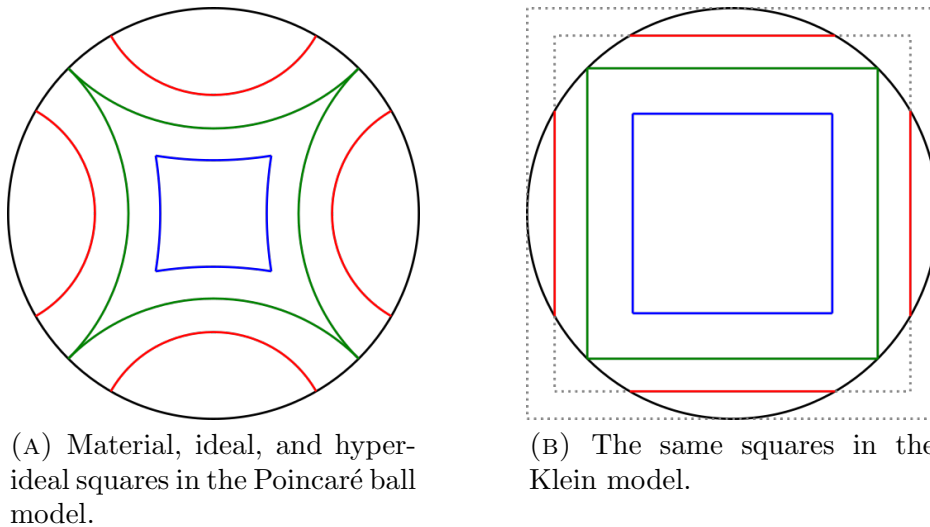 (A) Material, ideal, and hyper-
ideal squares in the Poincaré ball
model.
(B) The same squares in the
Klein model.